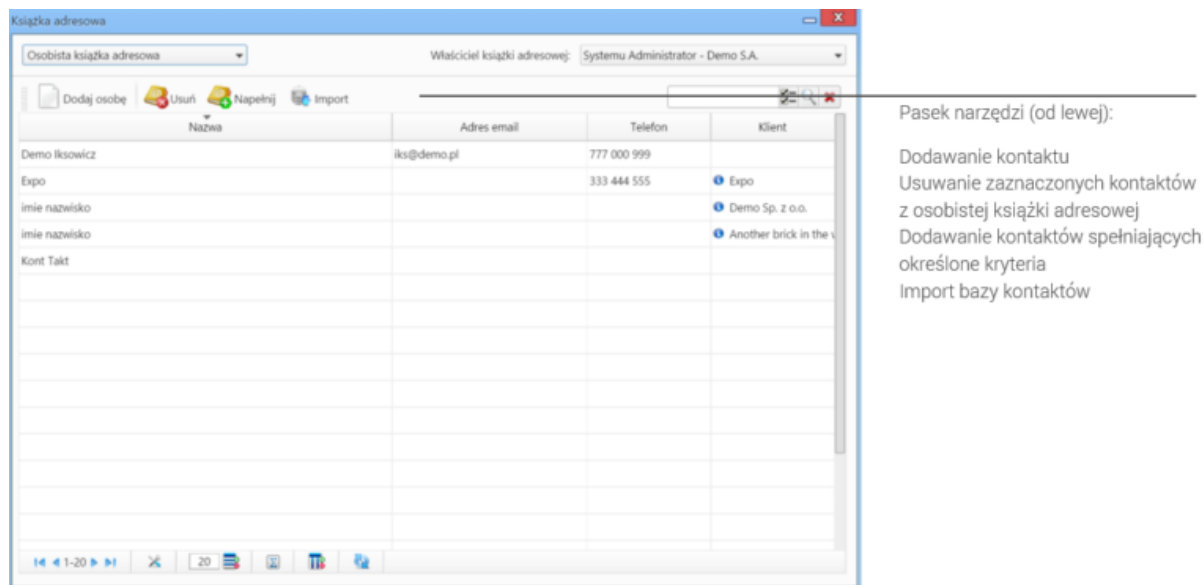 Książka adresowa
Osobista książka adresowa Właściciel książki adresowej: Systemu Administrator - Demo S.A.
Dodaj osobę Usuń Napełnij Import
Nazwa Adres email Telefon Klient
Demo Iksowicz iks@demo.pl 777 000 999
Expo 333 444 555 Expo
imie nazwisko Demo Sp. z o.o.
imie nazwisko Another brick in the
Kont Takt
1-20 20
Pasek narzędzi (od lewej):
Dodawanie kontaktu
Usuwanie zaznaczonych kontaktów
z osobistej książki adresowej
Dodawanie kontaktów spełniających
określone kryteria
Import bazy kontaktów